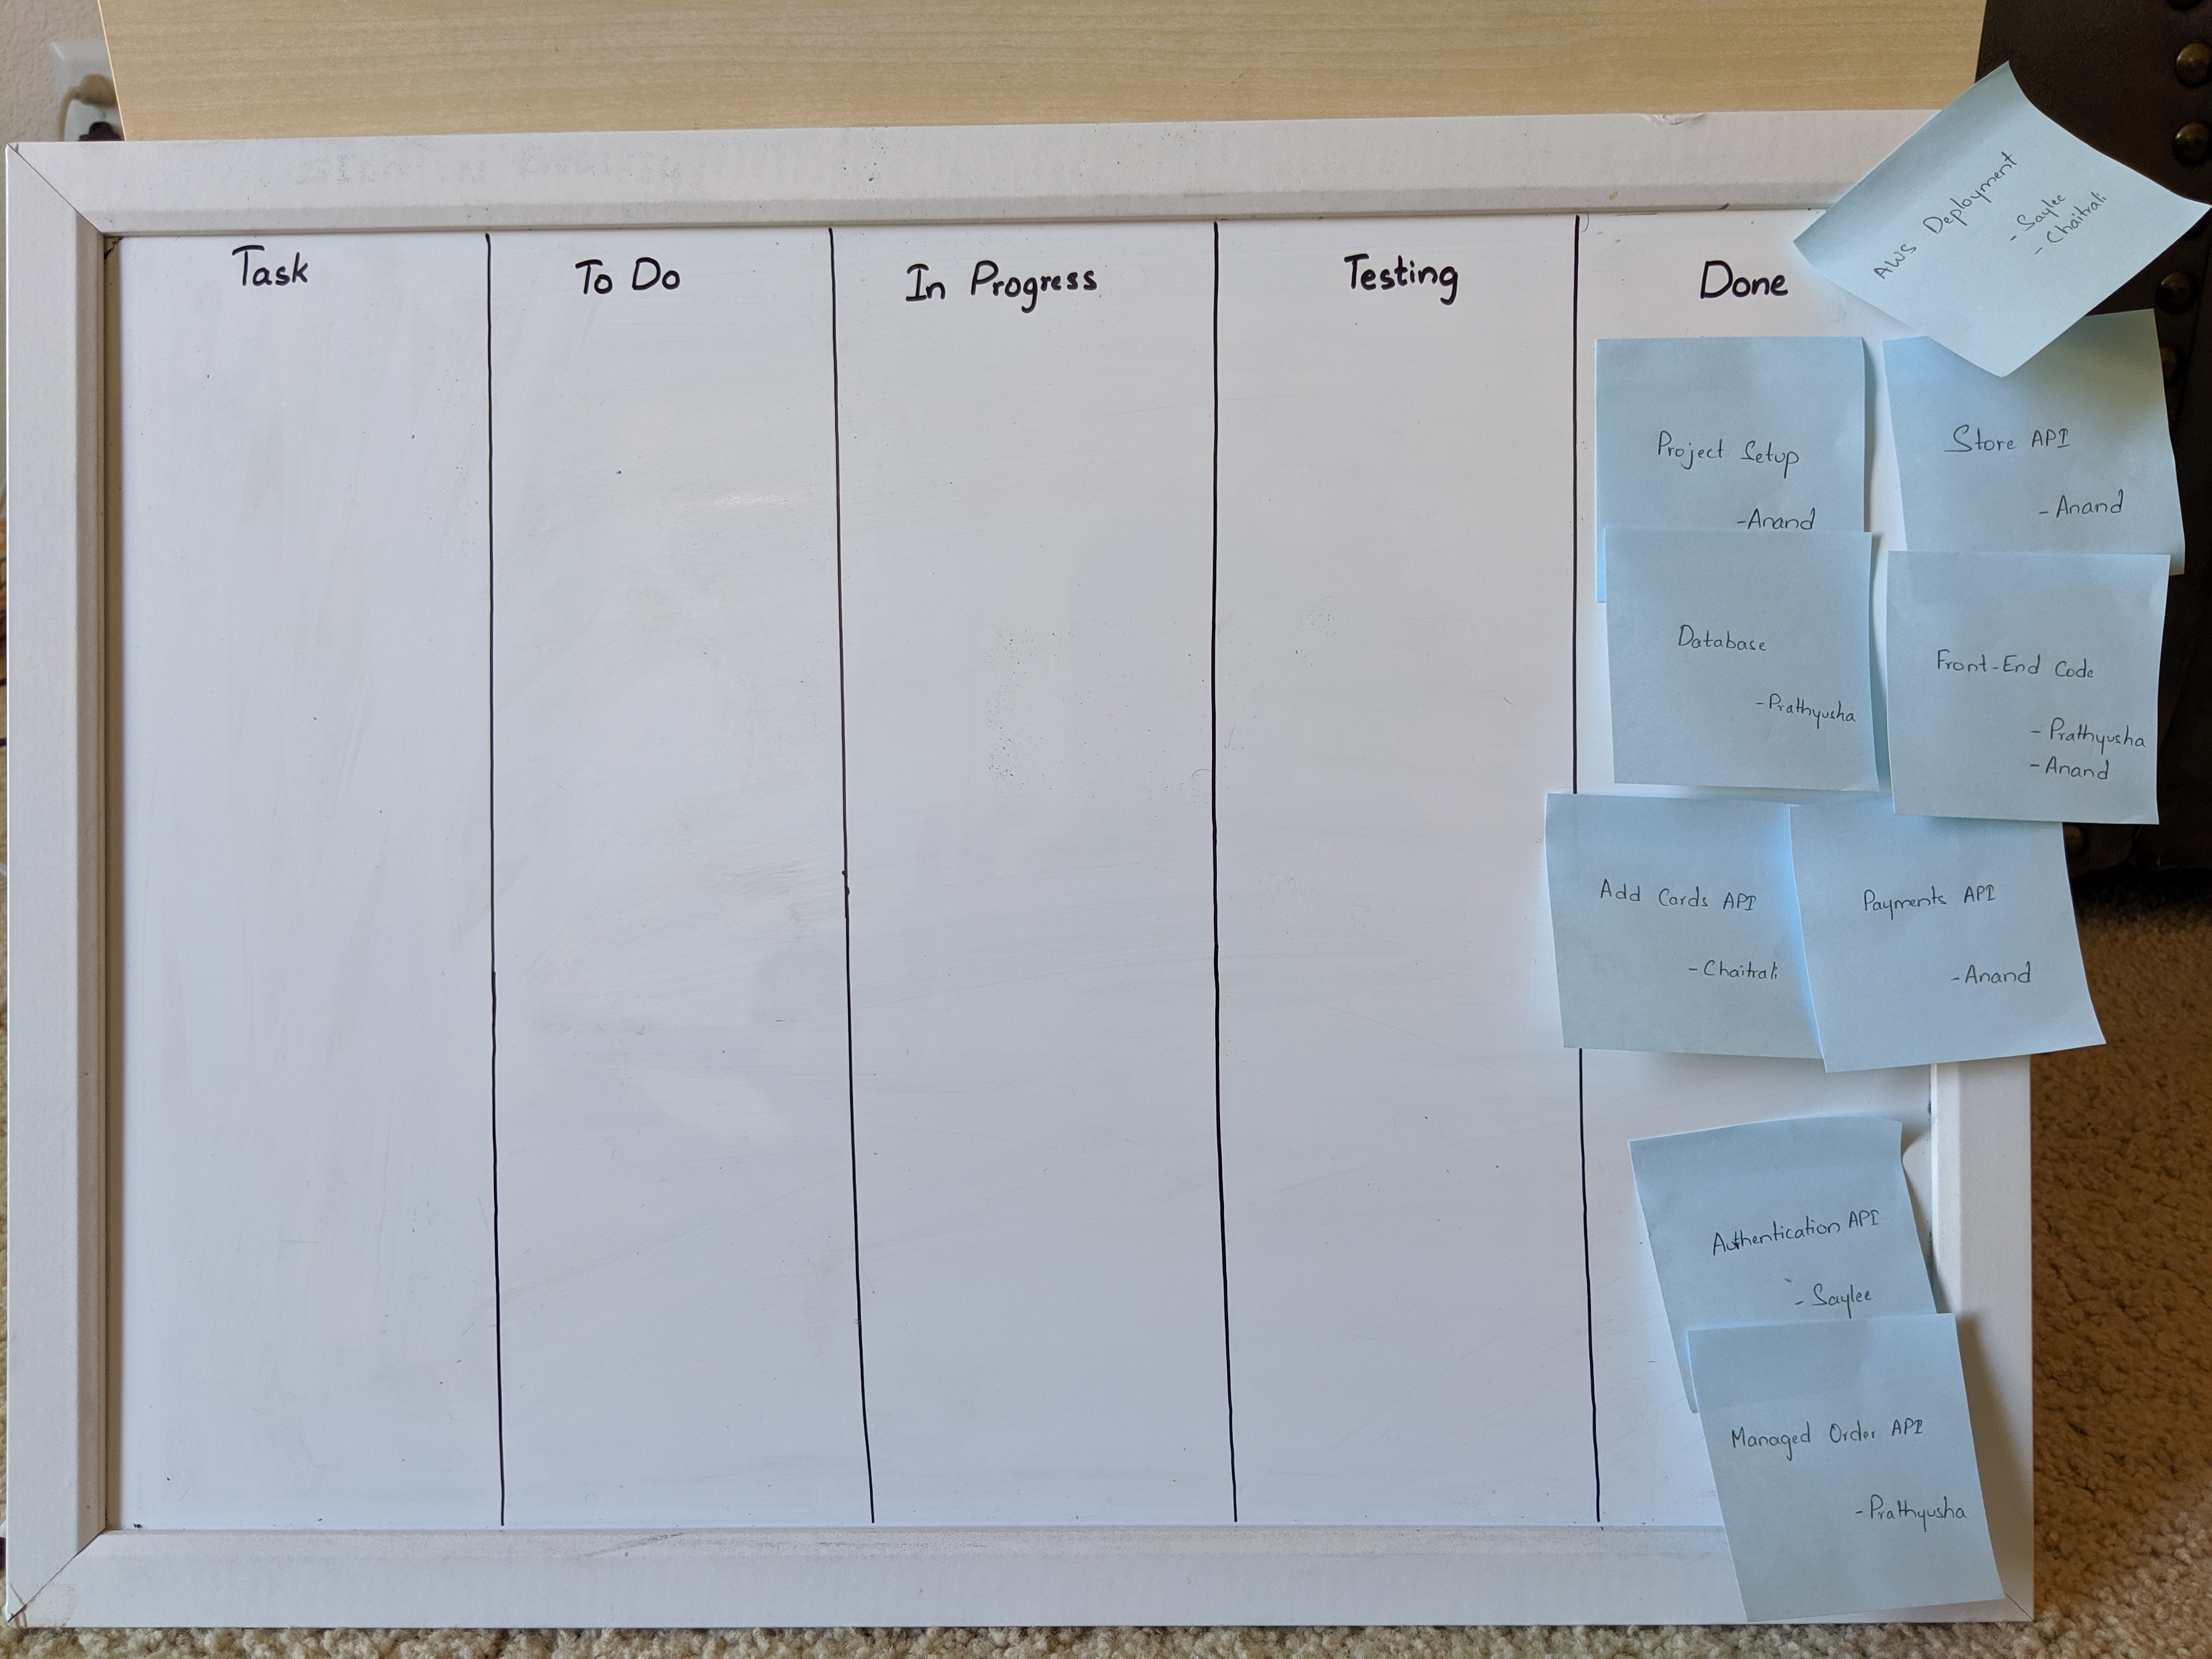 Task
To Do
In Progress
Testing
Done
AWS Deployment
- Saylee
- Chaitrali
Project Setup
-Anand
Store API
- Anand
Database
-Prathyusha
Front-End Code
- Prathyusha
- Anand
Add Cards API
- Chaitrali
Payments API
- Anand
Authentication API
- Saylee
Managed Order API
-Prathyusha